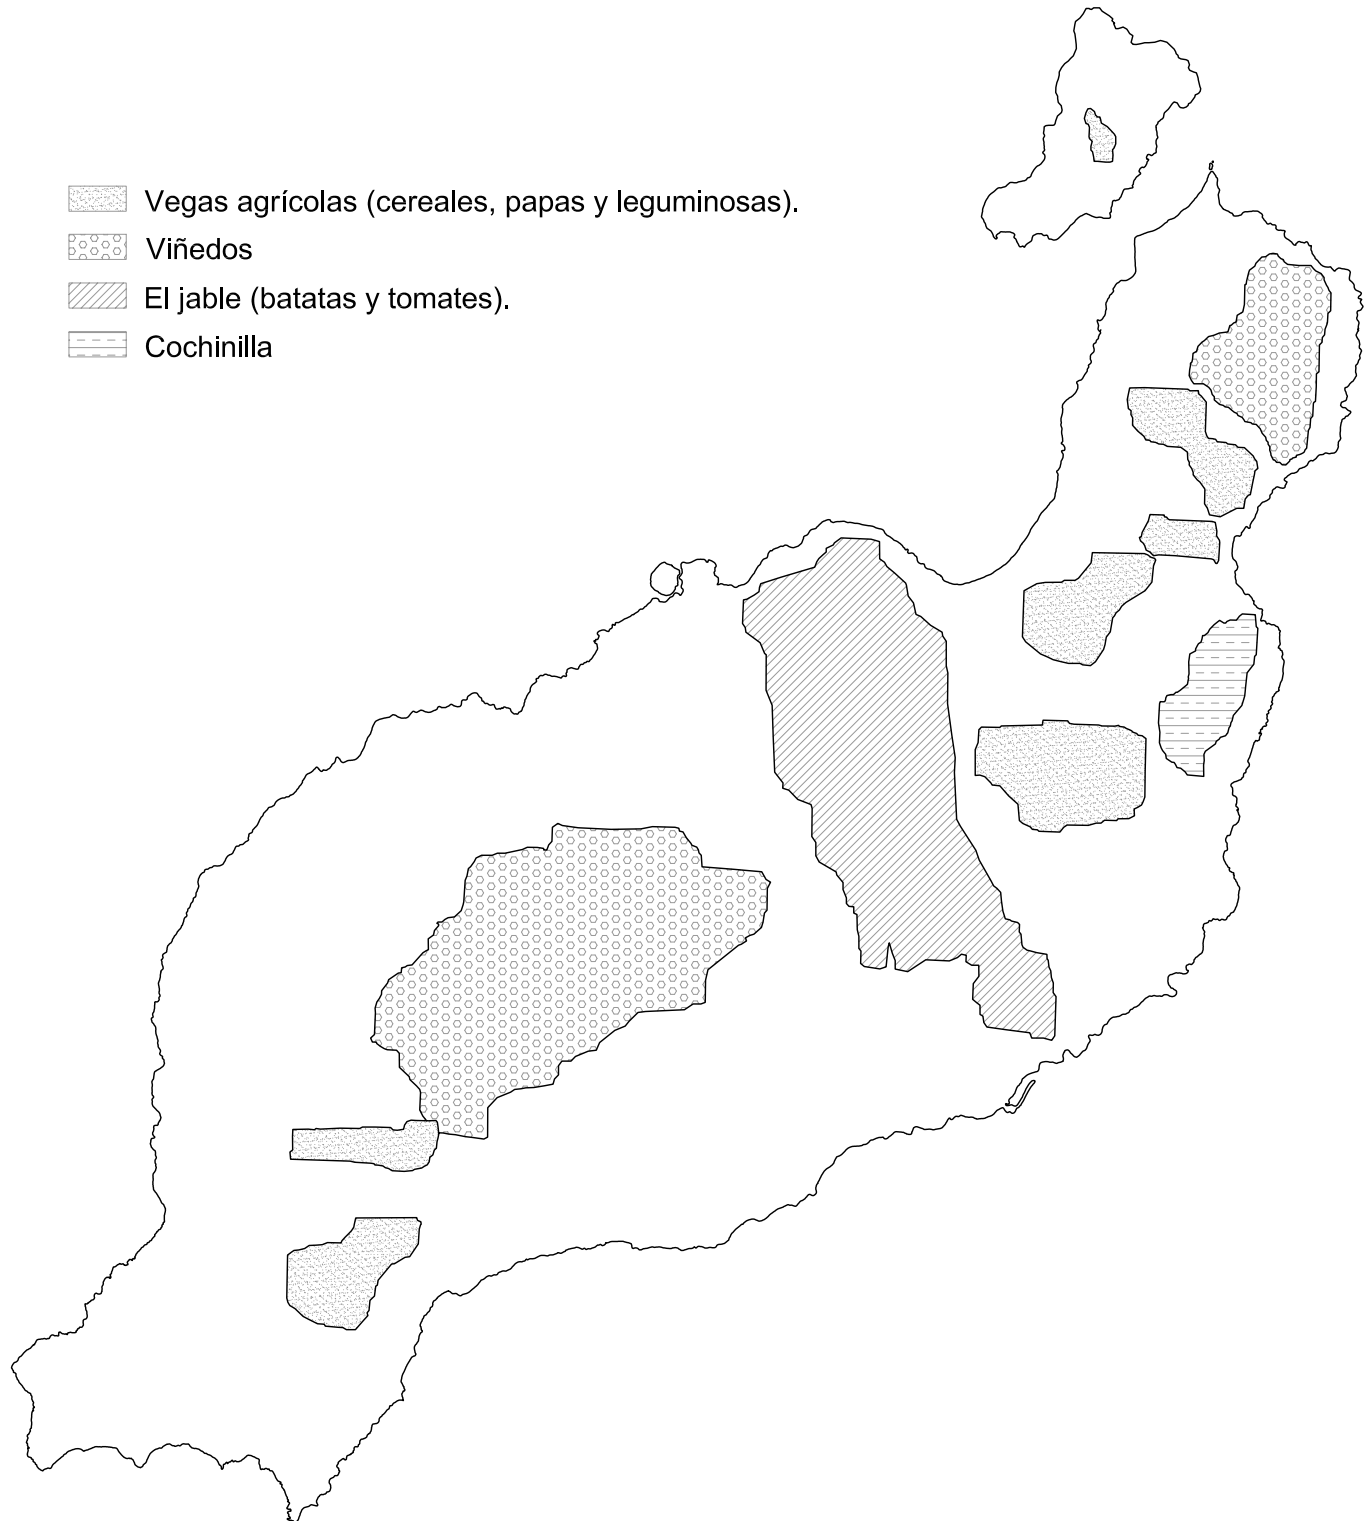 Vegas agrícolas (cereales, papas y leguminosas).
Viñedos
El jable (batatas y tomates).
Cochinilla